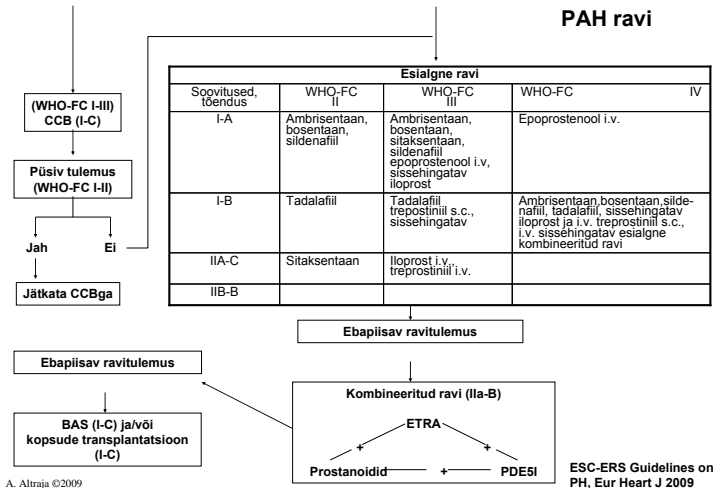 PAH ravi
(WHO-FC I-III)
CCB (I-C)
Püsiv tulemus
(WHO-FC I-II)
Jah
Ei
Jätkata CCBga
Esialgne ravi
Soovitused,
tõendus
WHO-FC
II
WHO-FC
III
WHO-FC IV
I-A
Ambrisentaan,
bosentaan,
sildenafiil
Ambrisentaan,
bosentaan,
sitaksentaan,
sildenafiil
epoprostenool i.v,
sissehingatav
iloprost
Epoprostenool i.v.
I-B
Tadalafiil
Tadalafiil
trepostiniil s.c.,
sissehingatav
Ambrisentaan,bosentaan,silde-
nafiil, tadalafiil, sissehingatav
iloprost ja i.v. treprostiniil s.c.,
i.v. sissehingatav esialgne
kombineeritud ravi
IIA-C
Sitaksentaan
Iloprost i.v.,
treprostiniil i.v.
IIB-B
Ebapiisav ravitulemus
Ebapiisav ravitulemus
Kombineeritud ravi (IIa-B)
ETRA
+ +
Prostanoidid + PDE5I
BAS (I-C) ja/või
kopsude transplantatsioon
(I-C)
A. Altraja ©2009
ESC-ERS Guidelines on
PH, Eur Heart J 2009